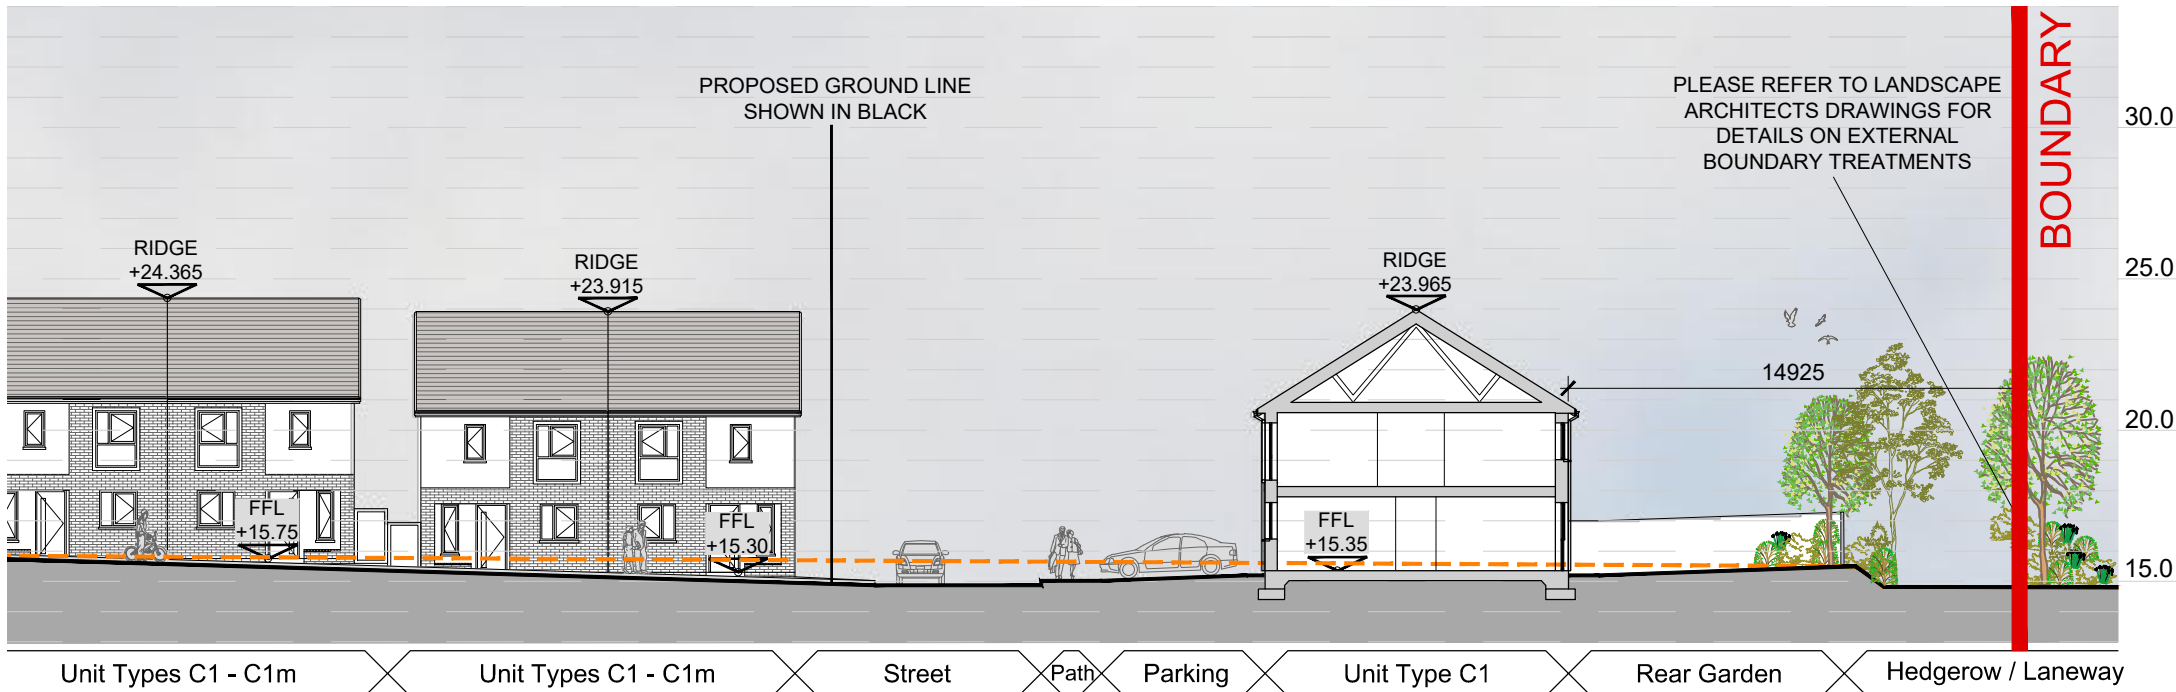 PROPOSED GROUND LINE
SHOWN IN BLACK
PLEASE REFER TO LANDSCAPE
ARCHITECTS DRAWINGS FOR
DETAILS ON EXTERNAL
BOUNDARY TREATMENTS
BOUNDARY
30.0
25.0
20.0
15.0
RIDGE
+24.365
RIDGE
+23.915
RIDGE
+23.965
14925
FFL
+15.75
FFL
+15.30
FFL
+15.35
Unit Types C1 - C1m
Unit Types C1 - C1m
Street
Path
Parking
Unit Type C1
Rear Garden
Hedgerow / Laneway